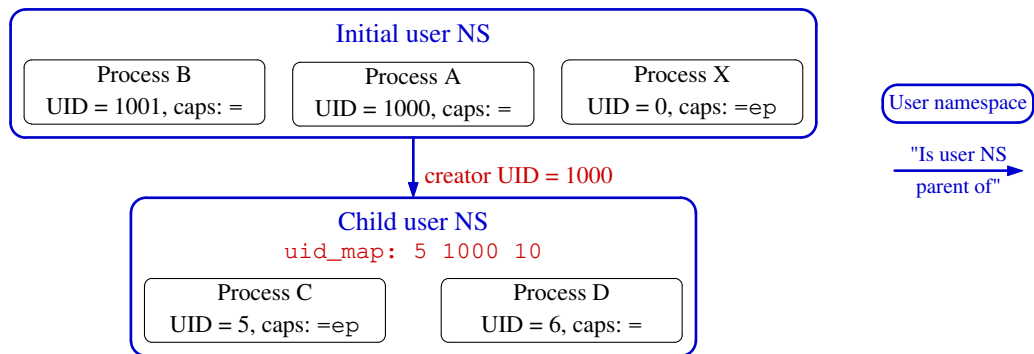 Initial user NS
Process B
UID = 1001, caps: =
Process A
UID = 1000, caps: =
Process X
UID = 0, caps: =ep
User namespace
"Is user NS
parent of"
creator UID = 1000
Child user NS
uid_map: 5 1000 10
Process C
UID = 5, caps: =ep
Process D
UID = 6, caps: =